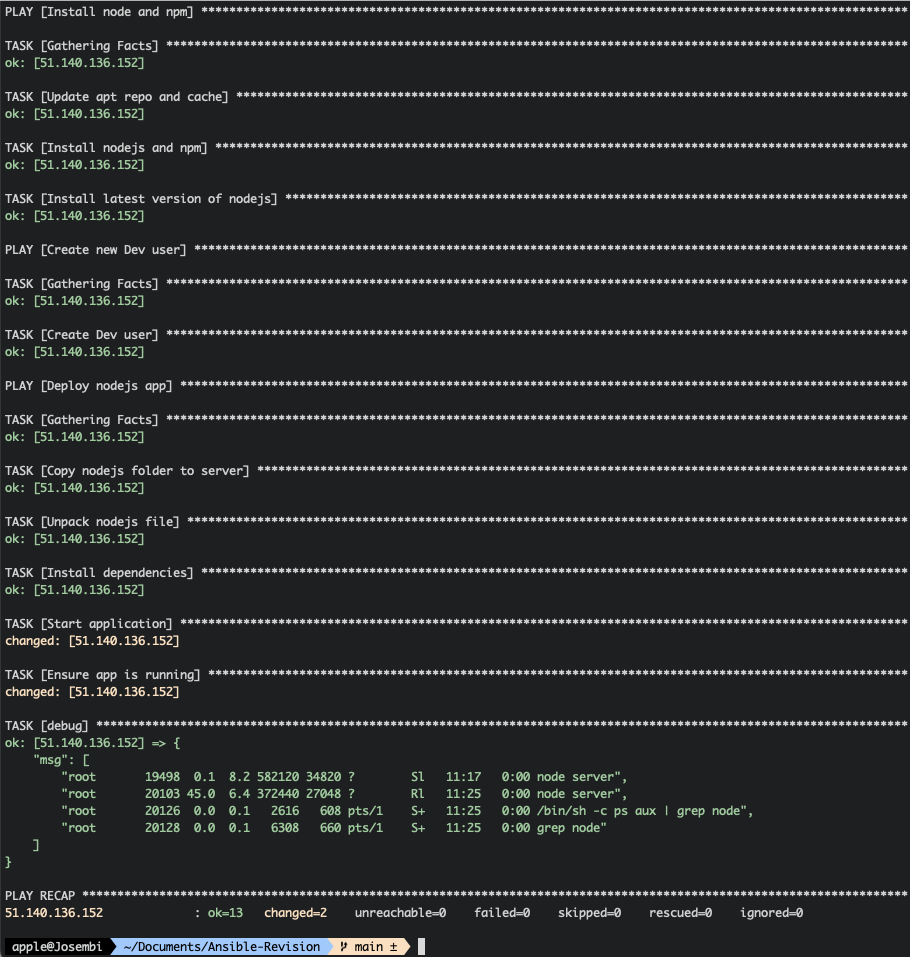 PLAY [Install node and npm] *****************************************************************************************************
TASK [Gathering Facts] **********************************************************************************************************
ok: [51.140.136.152]
TASK [Update apt repo and cache] ************************************************************************************************
ok: [51.140.136.152]
TASK [Install nodejs and npm] ***************************************************************************************************
ok: [51.140.136.152]
TASK [Install latest version of nodejs] *****************************************************************************************
ok: [51.140.136.152]
PLAY [Create new Dev user] ******************************************************************************************************
TASK [Gathering Facts] **********************************************************************************************************
ok: [51.140.136.152]
TASK [Create Dev user] **********************************************************************************************************
ok: [51.140.136.152]
PLAY [Deploy nodejs app] ********************************************************************************************************
TASK [Gathering Facts] **********************************************************************************************************
ok: [51.140.136.152]
TASK [Copy nodejs folder to server] *********************************************************************************************
ok: [51.140.136.152]
TASK [Unpack nodejs file] *******************************************************************************************************
ok: [51.140.136.152]
TASK [Install dependencies] *****************************************************************************************************
ok: [51.140.136.152]
TASK [Start application] ********************************************************************************************************
changed: [51.140.136.152]
TASK [Ensure app is running] ****************************************************************************************************
changed: [51.140.136.152]
TASK [debug] ********************************************************************************************************************
ok: [51.140.136.152] => {
    "msg": [
        "root       19498  0.1  8.2 582120 34820 ?        Sl   11:17   0:00 node server",
        "root       20103 45.0  6.4 372440 27048 ?        Rl   11:25   0:00 node server",
        "root       20126  0.0  0.1   2616   608 pts/1    S+   11:25   0:00 /bin/sh -c ps aux | grep node",
        "root       20128  0.0  0.1   6308   660 pts/1    S+   11:25   0:00 grep node"
    ]
}
PLAY RECAP **********************************************************************************************************************
51.140.136.152             : ok=13   changed=2    unreachable=0    failed=0    skipped=0    rescued=0    ignored=0
apple@Josembi ~/Documents/Ansible-Revision main ±